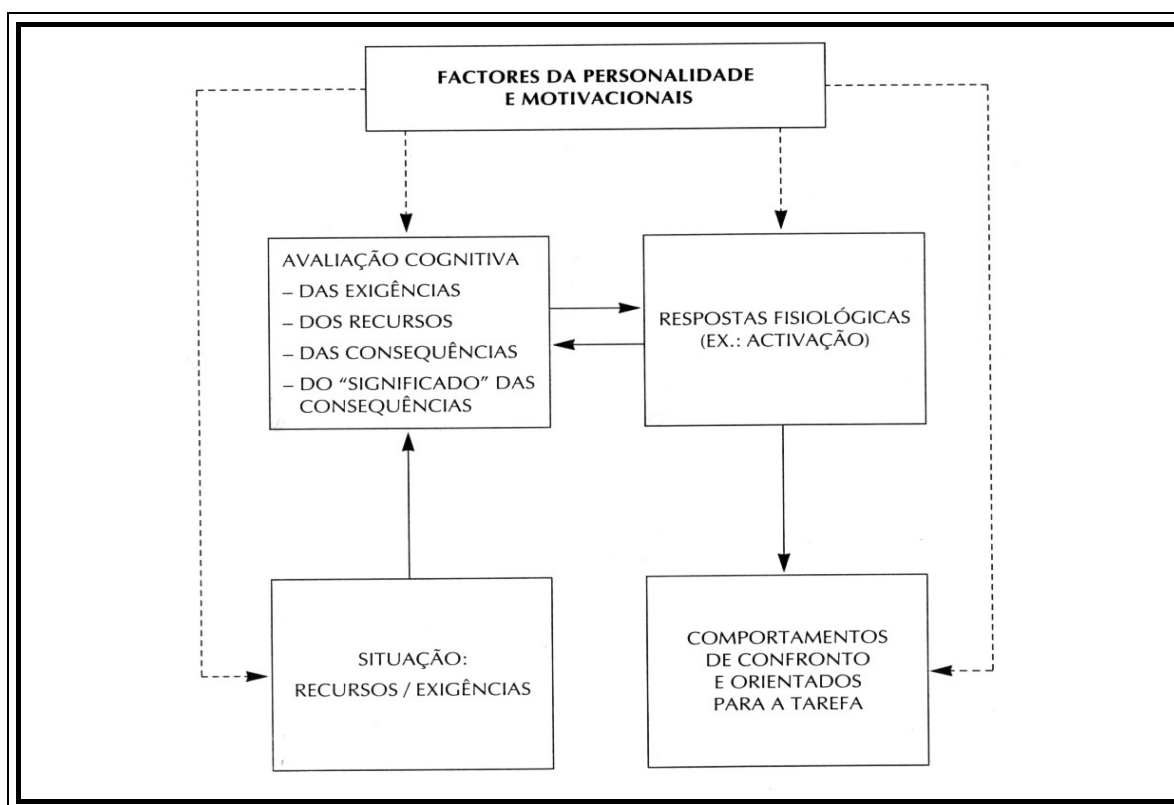 FACTORES DA PERSONALIDADE
E MOTIVACIONAIS
AVALIAÇÃO COGNITIVA
– DAS EXIGÊNCIAS
– DOS RECURSOS
– DAS CONSEQUÊNCIAS
– DO “SIGNIFICADO” DAS
CONSEQUÊNCIAS
RESPOSTAS FISIOLÓGICAS
(EX.: ACTIVAÇÃO)
SITUAÇÃO:
RECURSOS / EXIGÊNCIAS
COMPORTAMENTOS
DE CONFRONTO
E ORIENTADOS
PARA A TAREFA